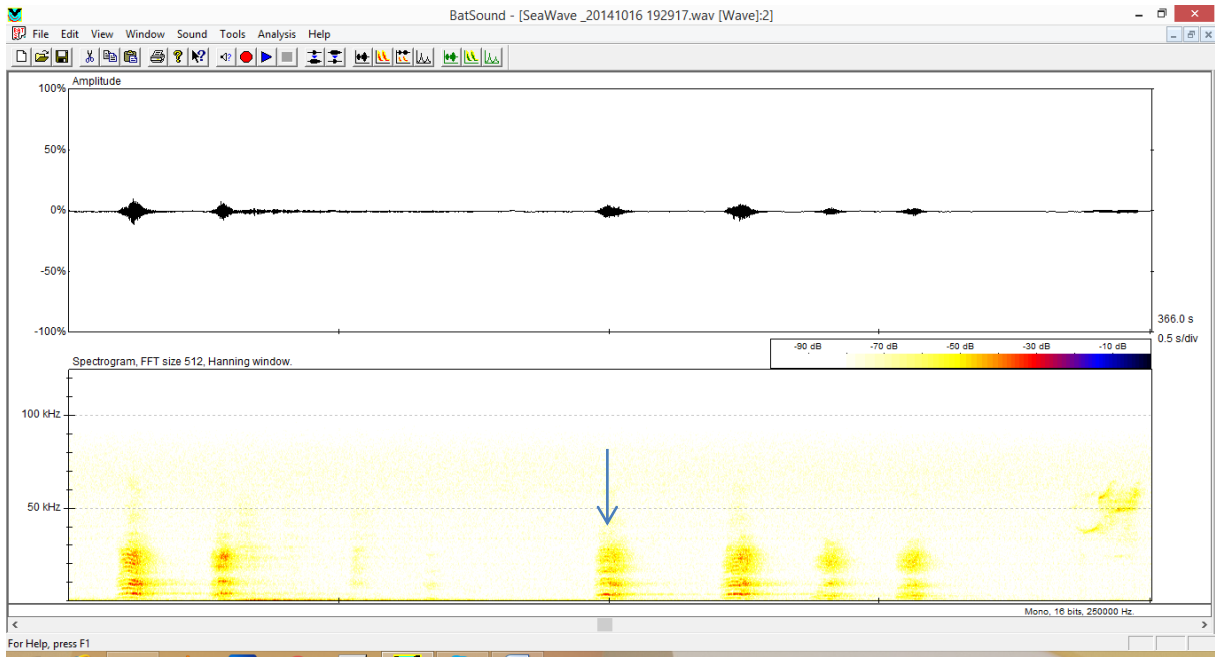 BatSound - [SeaWave _20141016 192917.wav [Wave]:2]
File Edit View Window Sound Tools Analysis Help
Amplitude
100%
50%
0%
-50%
-100%
366.0 s
0.5 s/div
Spectrogram, FFT size 512, Hanning window.
-90 dB -70 dB -50 dB -30 dB -10 dB
100 kHz
50 kHz
Mono, 16 bits, 250000 Hz.
For Help, press F1